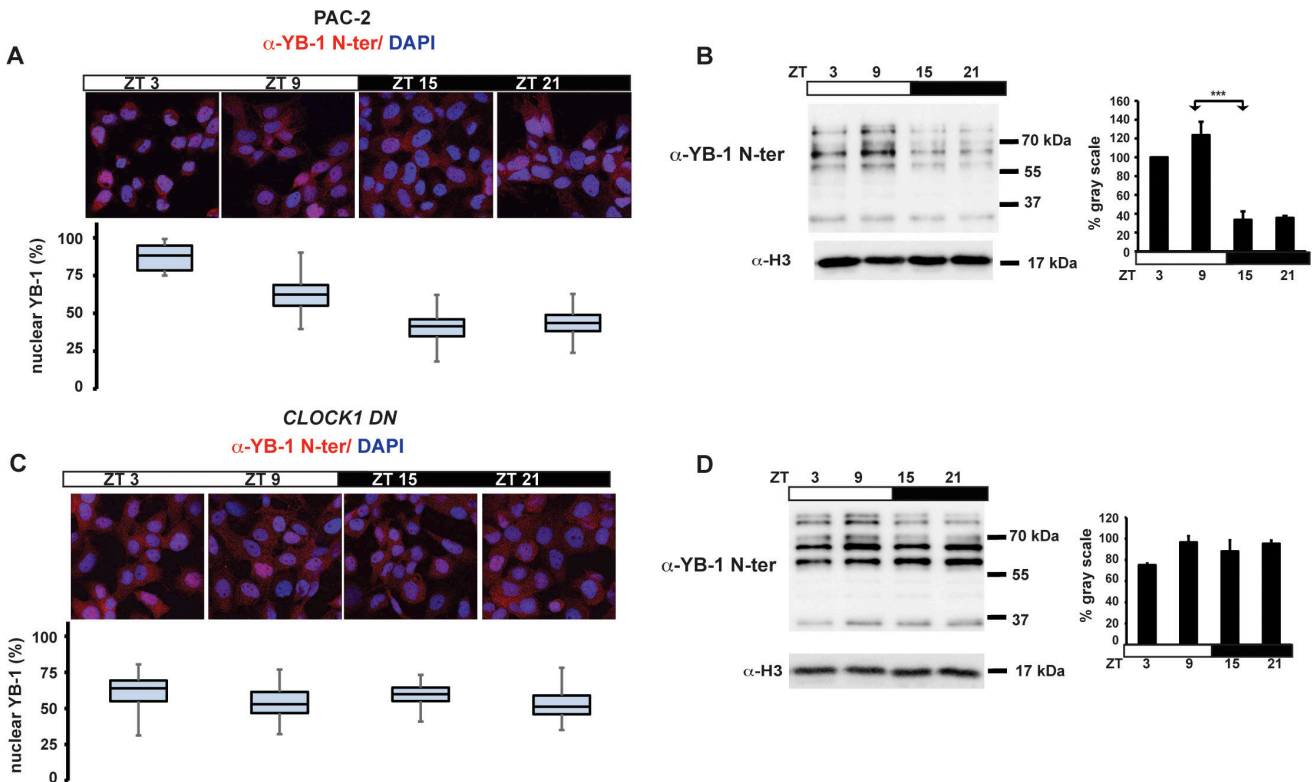 PAC-2
α-YB-1 N-ter/ DAPI
A
ZT 3 ZT 9 ZT 15 ZT 21
nuclear YB-1 (%)
100
75
50
25
0
B
ZT 3 9 15 21
α-YB-1 N-ter
70 kDa
55
37
α-H3
17 kDa
***
% gray scale
160
140
120
100
80
60
40
20
0
ZT 3 9 15 21
CLOCK1 DN
α-YB-1 N-ter/ DAPI
C
ZT 3 ZT 9 ZT 15 ZT 21
nuclear YB-1 (%)
100
75
50
25
0
D
ZT 3 9 15 21
α-YB-1 N-ter
70 kDa
55
37
α-H3
17 kDa
% gray scale
120
100
80
60
40
20
0
ZT 3 9 15 21